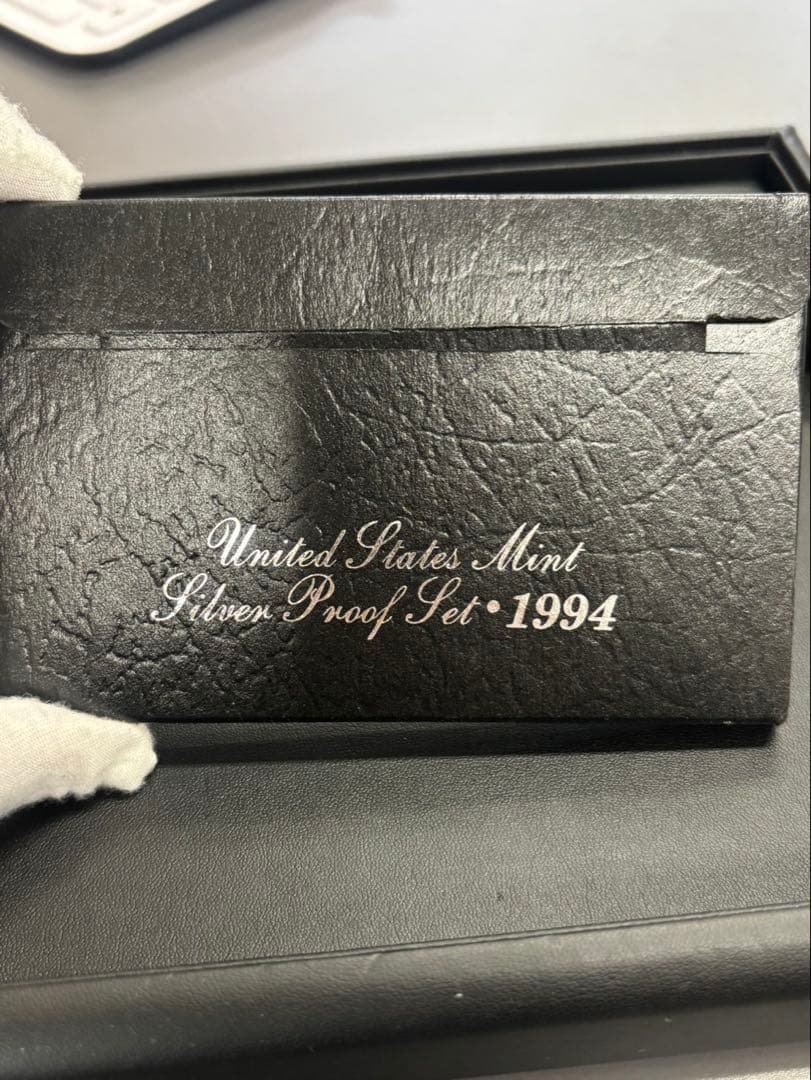 United States Mint
Silver Proof Set • 1994